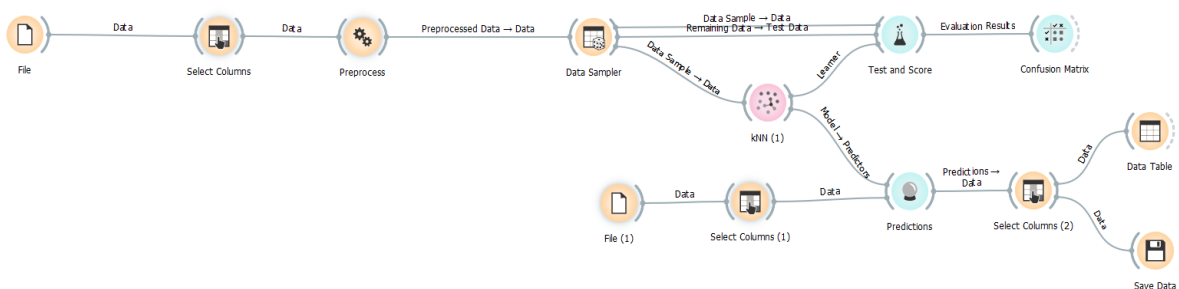 Data
Data
Preprocessed Data → Data
Data Sample → Data
Remaining Data → Test Data
Evaluation Results
File
Select Columns
Preprocess
Data Sampler
Test and Score
Confusion Matrix
Data Sample → Data
Learner
kNN (1)
Model → Predictors
Data
Data Table
Data
Data
Predictions →
Data
File (1)
Select Columns (1)
Predictions
Select Columns (2)
Data
Save Data